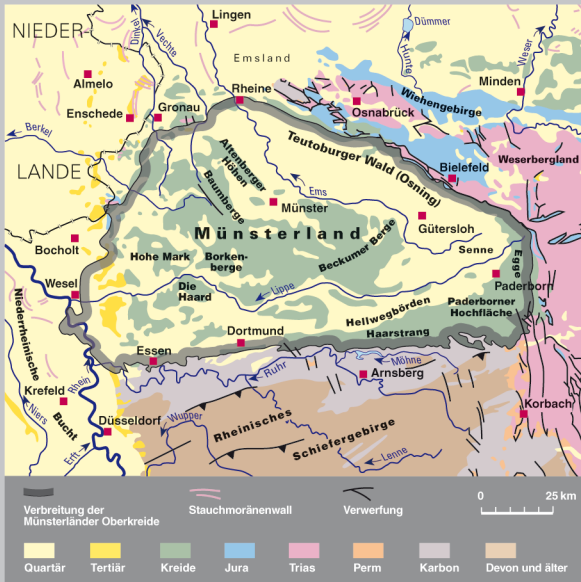 Lingen
Dümmer
NIEDER
Dinkel
Vechte
Hunte
Weser
Emsland
Almelo
Rheine
Minden
Wiehengebirge
Enschede
Gronau
Osnabrück
Berkel
Teutoburger Wald (Osning)
Weserbergland
Altenberger
Höhen
Bielefeld
LANDE
Baumberge
Ems
Münster
Gütersloh
Münsterland
Bocholt
Hohe Mark
Borken-
berge
Beckumer Berge
Senne
Egge
Wesel
Die
Haard
Lippe
Paderborn
Niederrheinische
Bucht
Hellwegbörden
Paderborner
Hochfläche
Dortmund
Haarstrang
Essen
Möhne
Ruhr
Arnsberg
Krefeld
Rhein
Niers
Wupper
Rheinisches
Schiefergebirge
Korbach
Düsseldorf
Erft
Lenne
Verbreitung der
Münsterländer Oberkreide
Stauchmoränenwall
Verwerfung
0 25 km
Quartär Tertiär Kreide Jura Trias Perm Karbon Devon und älter